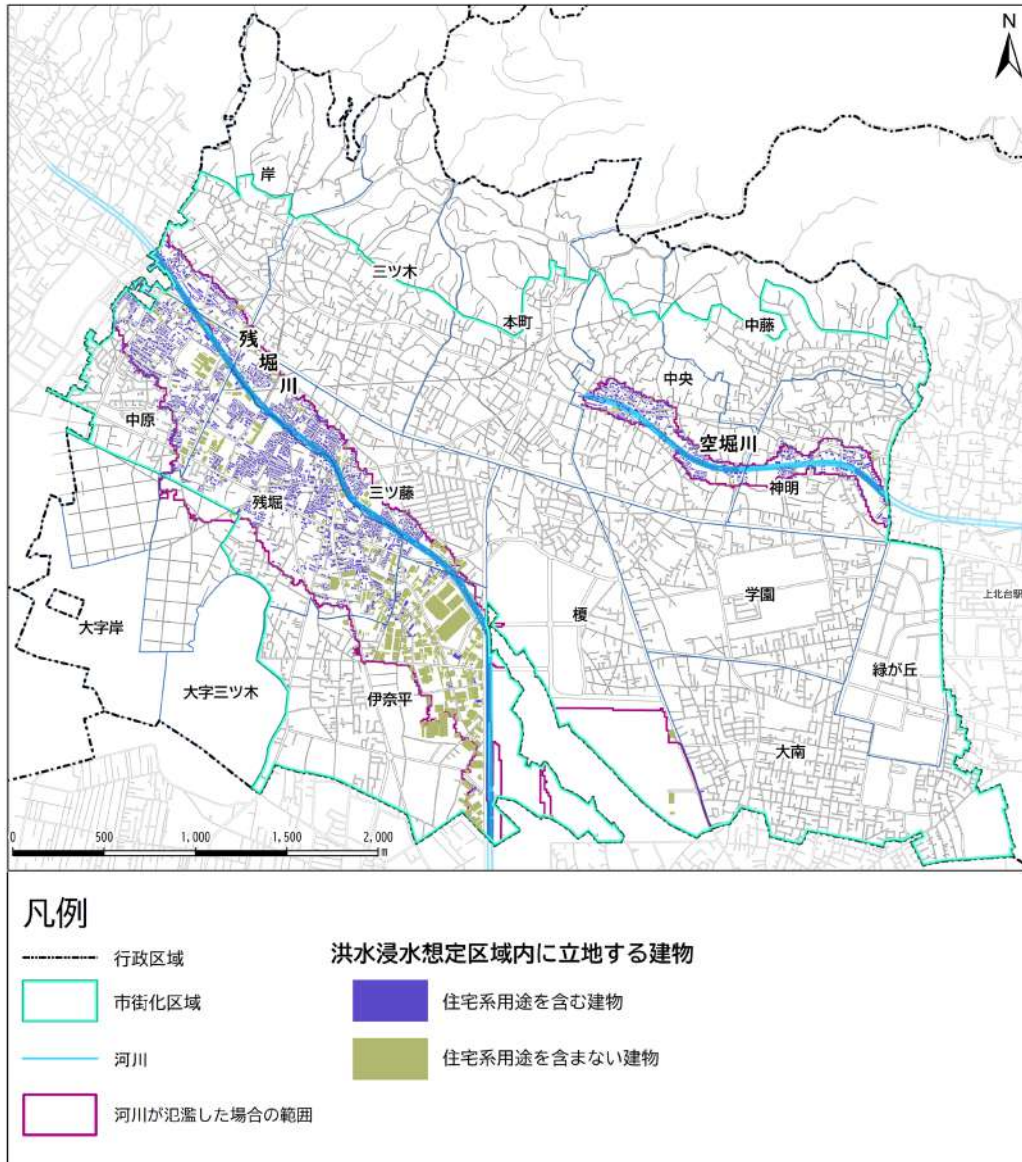 N
岸
三ツ木
本町
中藤
残堀川
中央
中原
空堀川
三ツ藤
神明
残堀
学園
上北台駅
榎
大字岸
緑が丘
大字三ツ木
伊奈平
大南
0 500 1,000 1,500 2,000
m
凡例
行政区域
洪水浸水想定区域内に立地する建物
市街化区域
住宅系用途を含む建物
河川
住宅系用途を含まない建物
河川が氾濫した場合の範囲